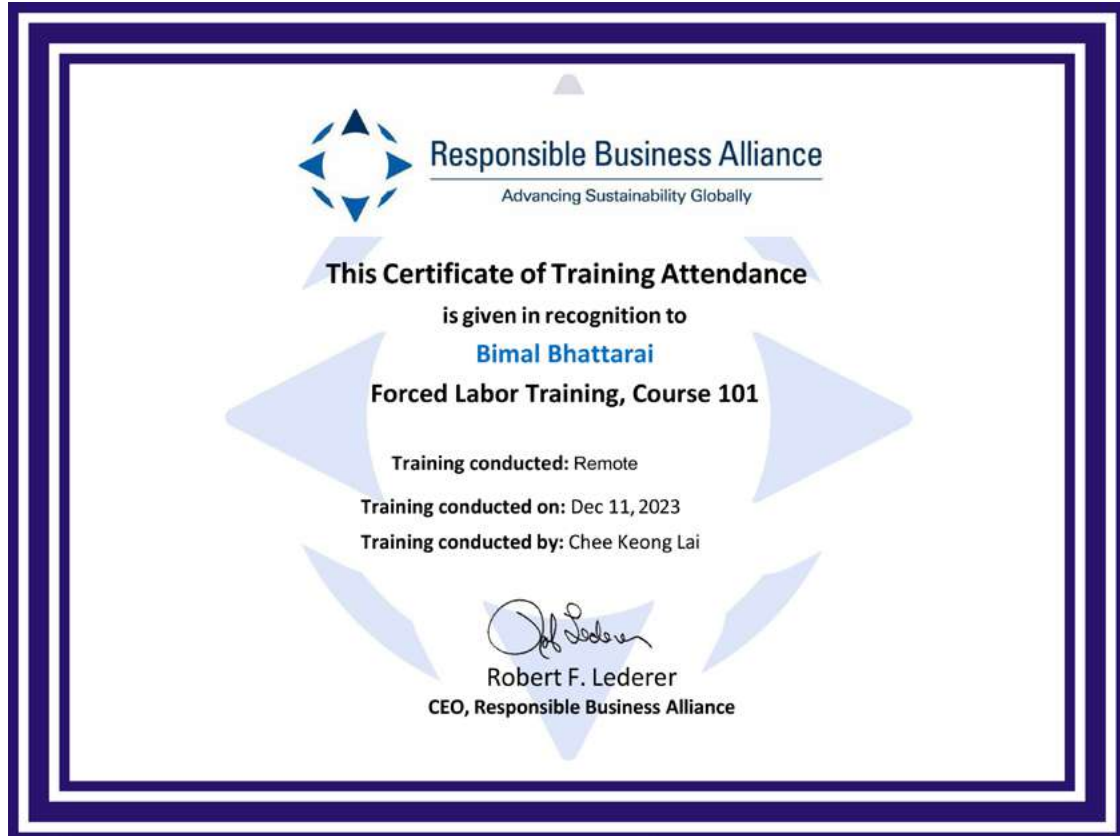 Responsible Business Alliance
Advancing Sustainability Globally
This Certificate of Training Attendance
is given in recognition to
Bimal Bhattarai
Forced Labor Training, Course 101
Training conducted: Remote
Training conducted on: Dec 11, 2023
Training conducted by: Chee Keong Lai
Rob Lederer
Robert F. Lederer
CEO, Responsible Business Alliance